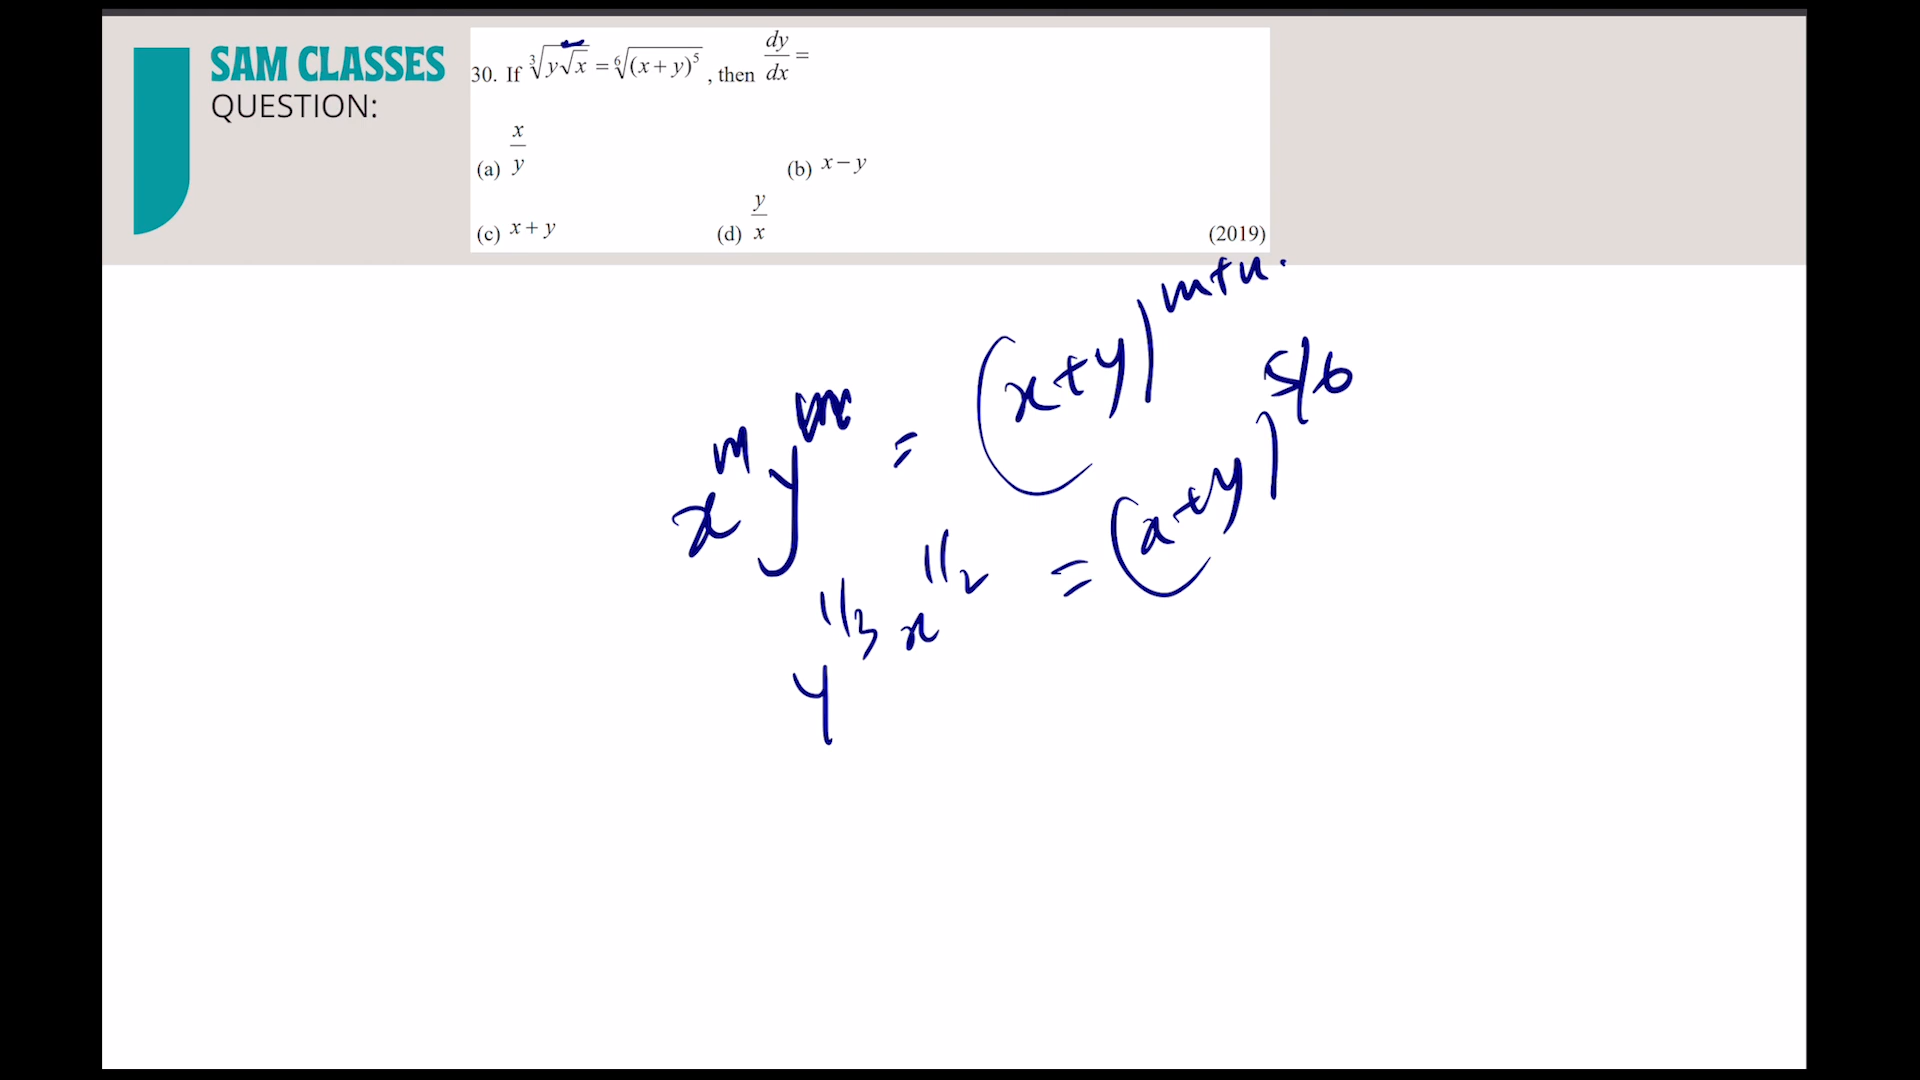 SAM CLASSES
QUESTION:
30. If ∛(y√x) = ⁶√((x+y)⁵), then dy/dx =
(a) x/y (b) x−y
(c) x+y (d) y/x (2019)
x^m y = (x+y)^m+n.
y^1/3 x^1/2 = (x+y)^5/6